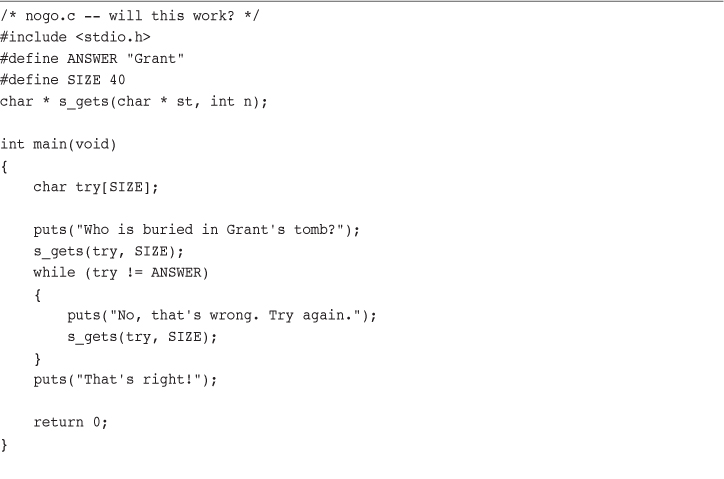 /* nogo.c -- will this work? */
#include <stdio.h>
#define ANSWER "Grant"
#define SIZE 40
char * s_gets(char * st, int n);

int main(void)
{
    char try[SIZE];

    puts("Who is buried in Grant's tomb?");
    s_gets(try, SIZE);
    while (try != ANSWER)
    {
        puts("No, that's wrong. Try again.");
        s_gets(try, SIZE);
    }
    puts("That's right!");

    return 0;
}